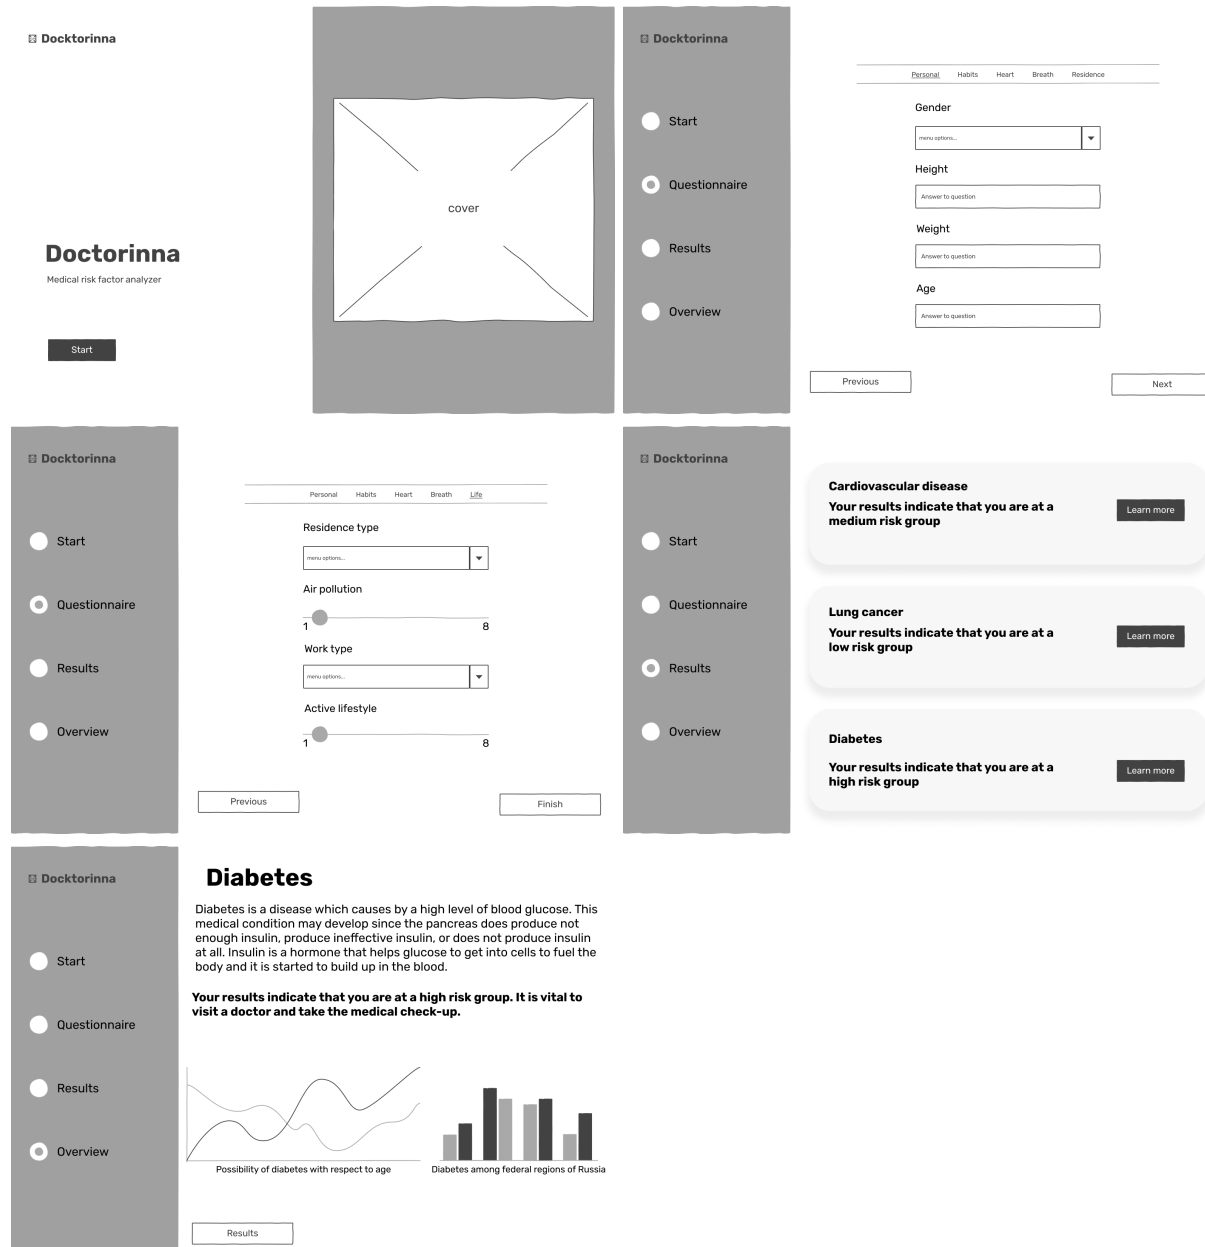 Docktorinna
Doctorinna
Medical risk factor analyzer
Start
cover
Docktorinna
Start
Questionnaire
Results
Overview
Personal Habits Heart Breath Residence
Gender
menu options...
Height
Answer to question
Weight
Answer to question
Age
Answer to question
Previous
Next
Docktorinna
Start
Questionnaire
Results
Overview
Personal Habits Heart Breath Life
Residence type
menu options...
Air pollution
1 8
Work type
menu options...
Active lifestyle
1 8
Previous
Finish
Docktorinna
Start
Questionnaire
Results
Overview
Cardiovascular disease
Your results indicate that you are at a
medium risk group
Learn more
Lung cancer
Your results indicate that you are at a
low risk group
Learn more
Diabetes
Your results indicate that you are at a
high risk group
Learn more
Docktorinna
Start
Questionnaire
Results
Overview
Diabetes
Diabetes is a disease which causes by a high level of blood glucose. This
medical condition may develop since the pancreas does produce not
enough insulin, produce ineffective insulin, or does not produce insulin
at all. Insulin is a hormone that helps glucose to get into cells to fuel the
body and it is started to build up in the blood.
Your results indicate that you are at a high risk group. It is vital to
visit a doctor and take the medical check-up.
Possibility of diabetes with respect to age
Diabetes among federal regions of Russia
Results